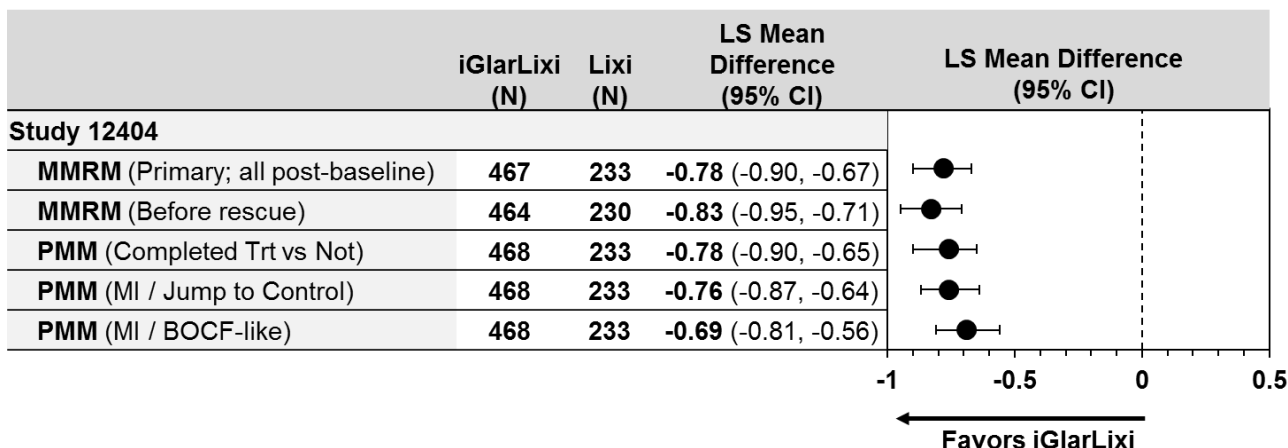 iGlarLixi (N) Lixi (N) LS Mean Difference (95% CI) LS Mean Difference (95% CI)
Study 12404
MMRM (Primary; all post-baseline) 467 233 -0.78 (-0.90, -0.67)
MMRM (Before rescue) 464 230 -0.83 (-0.95, -0.71)
PMM (Completed Trt vs Not) 468 233 -0.78 (-0.90, -0.65)
PMM (MI / Jump to Control) 468 233 -0.76 (-0.87, -0.64)
PMM (MI / BOCF-like) 468 233 -0.69 (-0.81, -0.56)
-1 -0.5 0 0.5
Favors iGlarLixi